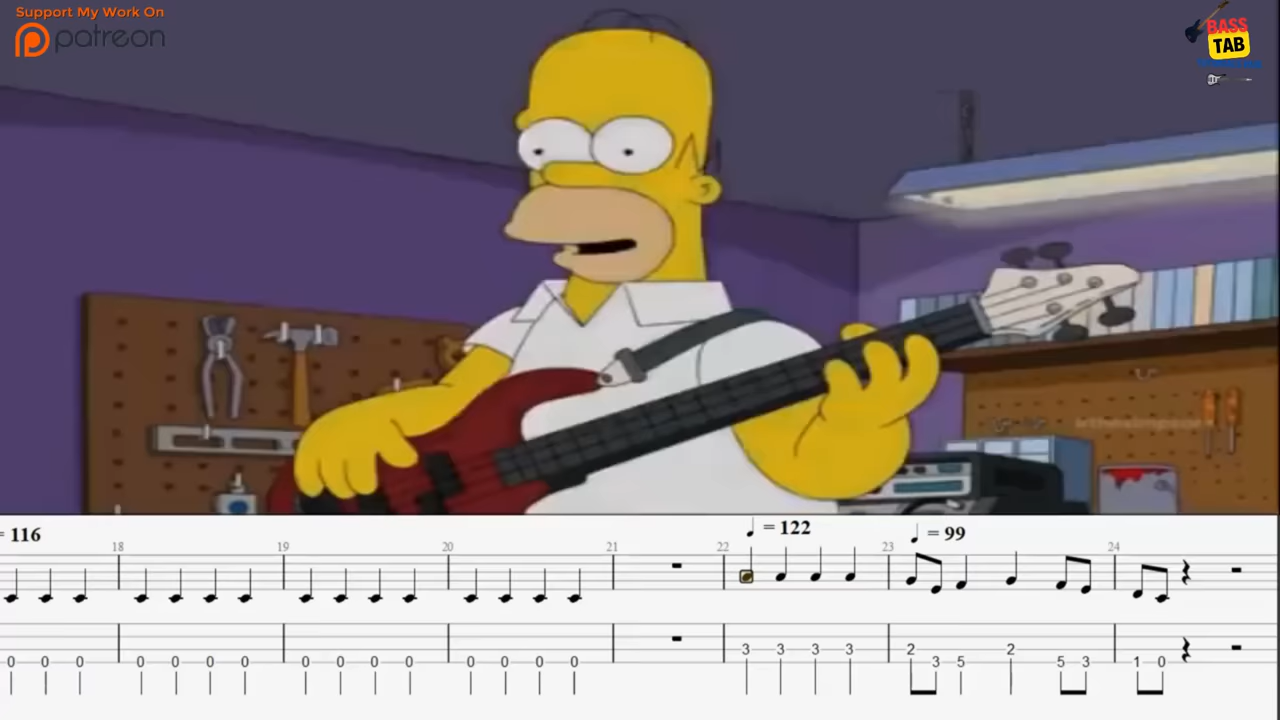 Support My Work On
patreon
BASS
TAB
= 116
= 122
= 99
18 19 20 21 22 23 24
0 0 0 0 0 0 0 0 0 0 0 0 0 0 0 3 3 3 3 2 3 5 2 5 3 1 0